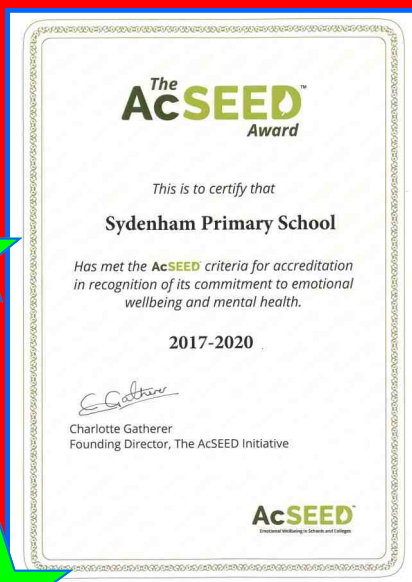 The
AcSEED™
Award
This is to certify that
Sydenham Primary School
Has met the AcSEED criteria for accreditation
in recognition of its commitment to emotional
wellbeing and mental health.
2017-2020
C Gatherer
Charlotte Gatherer
Founding Director, The AcSEED Initiative
AcSEED
Emotional Wellbeing in Schools and Colleges